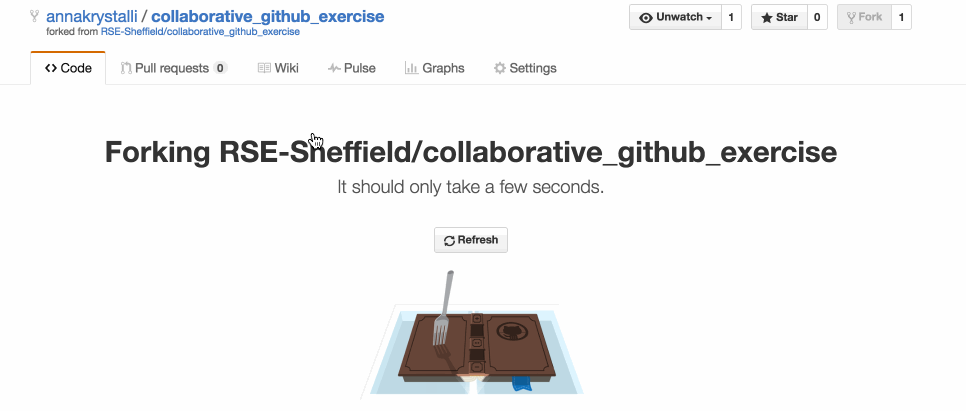 annakrystalli / collaborative_github_exercise
forked from RSE-Sheffield/collaborative_github_exercise
Unwatch 1 Star 0 Fork 1
Code Pull requests 0 Wiki Pulse Graphs Settings
Forking RSE-Sheffield/collaborative_github_exercise
It should only take a few seconds.
Refresh